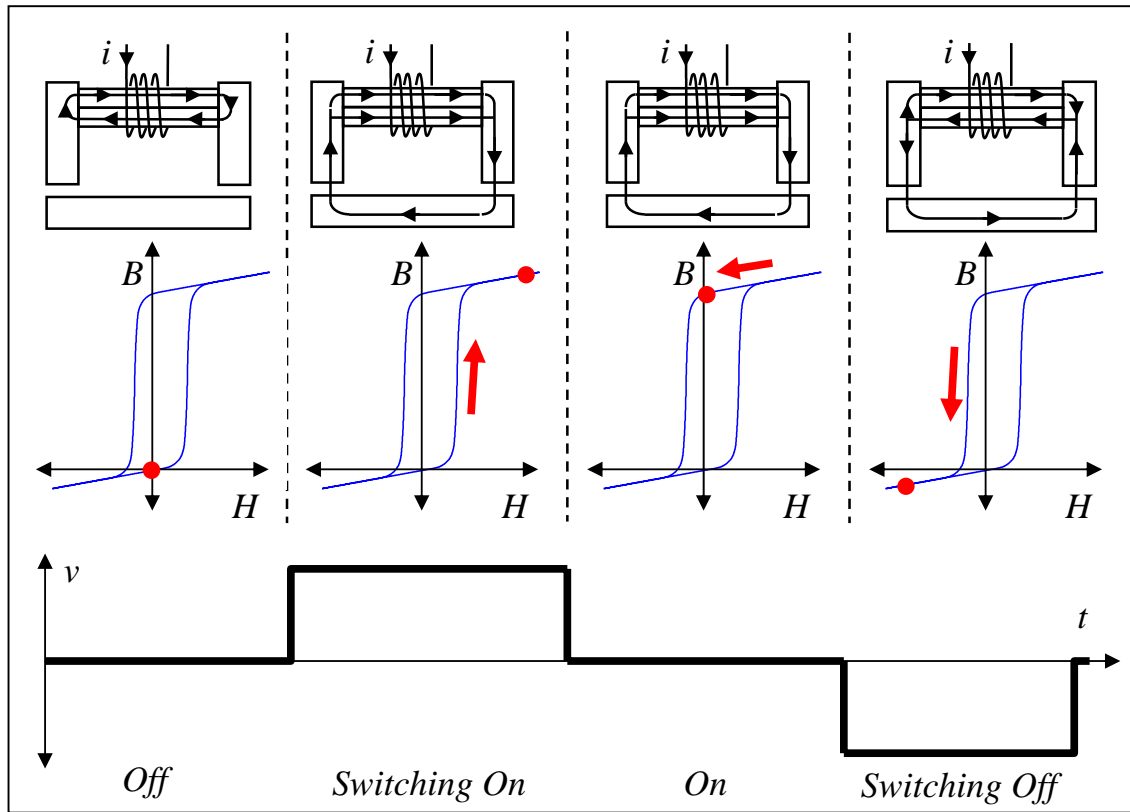 i i i i
B B B B
H H H H
v
t
Off Switching On On Switching Off